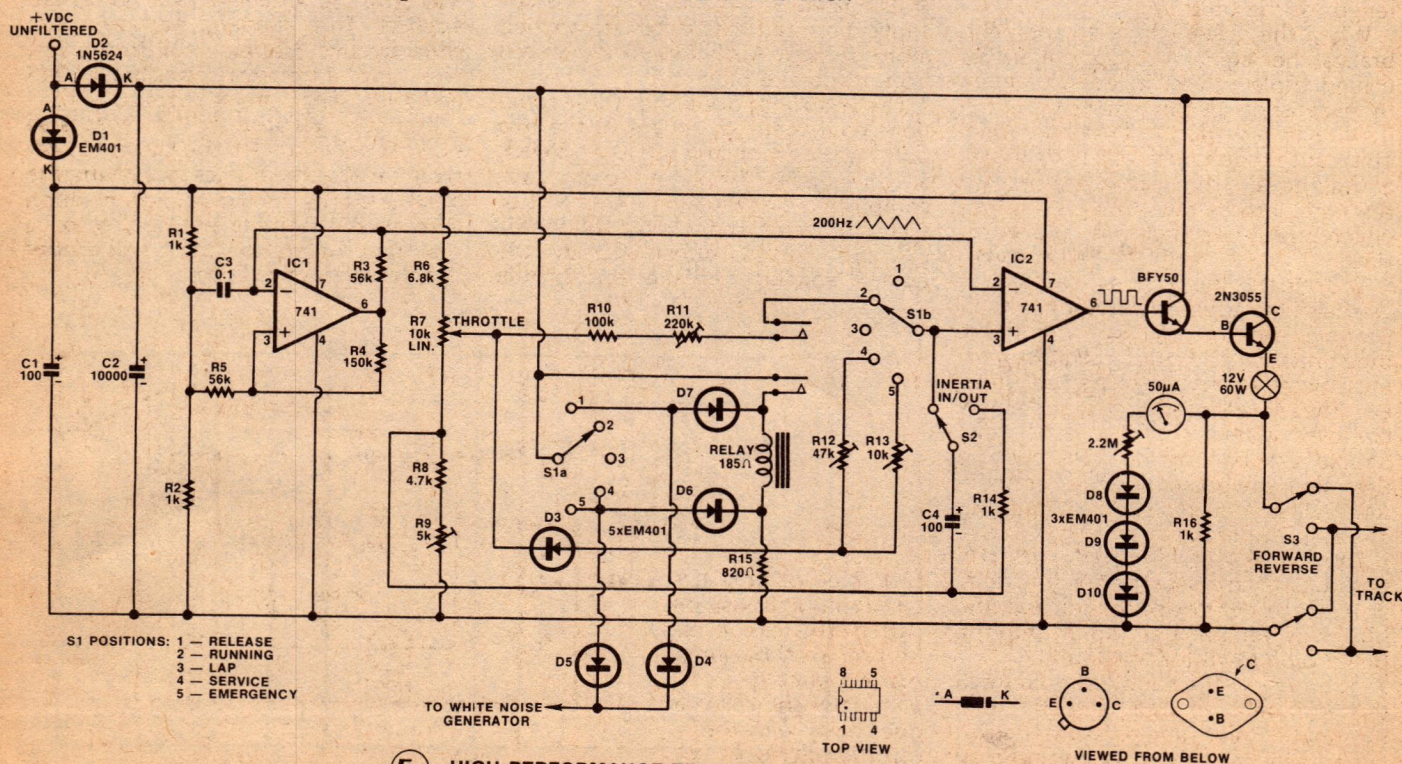 +VDC
UNFILTERED
D2
1N5624
A
K
A
D1
EM401
K
R1
1k
C3
0.1
IC1
2
−
741
6
7
+
3
4
R3
56k
R4
150k
R5
56k
R2
1k
C1
100
+
−
C2
10000
+
−
R6
6.8k
R7
10k
LIN.
THROTTLE
R8
4.7k
R9
5k
R10
100k
R11
220k
200Hz
1
2
3
4
5
S1b
D7
RELAY
185Ω
D6
5xEM401
R15
820Ω
S1a
1
2
3
4
5
D3
D5
D4
R12
47k
R13
10k
INERTIA
IN/OUT
S2
C4
100
+
−
R14
1k
IC2
2
−
741
7
6
+
3
4
BFY50
2N3055
C
B
E
12V
60W
50µA
2.2M
D8
3xEM401
D9
D10
R16
1k
S3
FORWARD
REVERSE
TO
TRACK
S1 POSITIONS: 1 — RELEASE
2 — RUNNING
3 — LAP
4 — SERVICE
5 — EMERGENCY
TO WHITE NOISE
GENERATOR
8 5
1 4
TOP VIEW
A K
B
E C
C
E
B
VIEWED FROM BELOW